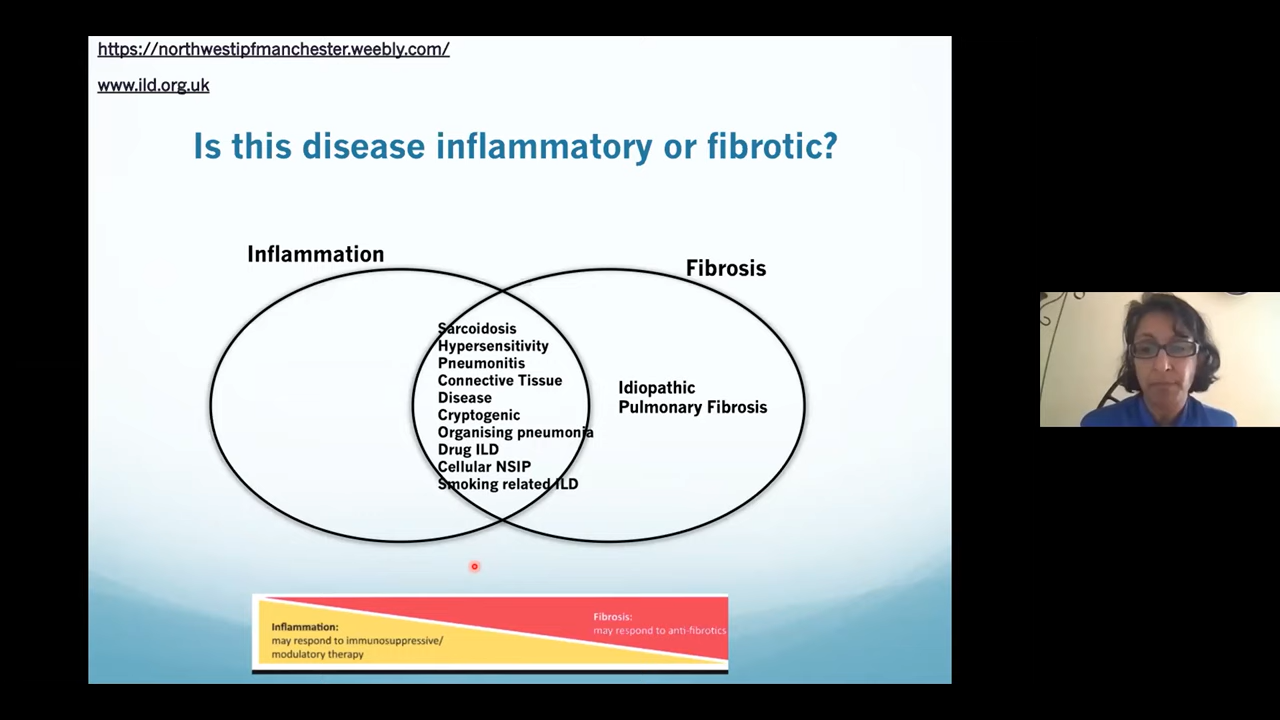 https://northwestipfmanchester.weebly.com/
www.ild.org.uk
Is this disease inflammatory or fibrotic?
Inflammation
Fibrosis
Sarcoidosis
Hypersensitivity
Pneumonitis
Connective Tissue
Disease
Cryptogenic
Organising pneumonia
Drug ILD
Cellular NSIP
Smoking related ILD
Idiopathic
Pulmonary Fibrosis
Inflammation:
may respond to immunosuppressive/
modulatory therapy
Fibrosis:
may respond to anti-fibrotics